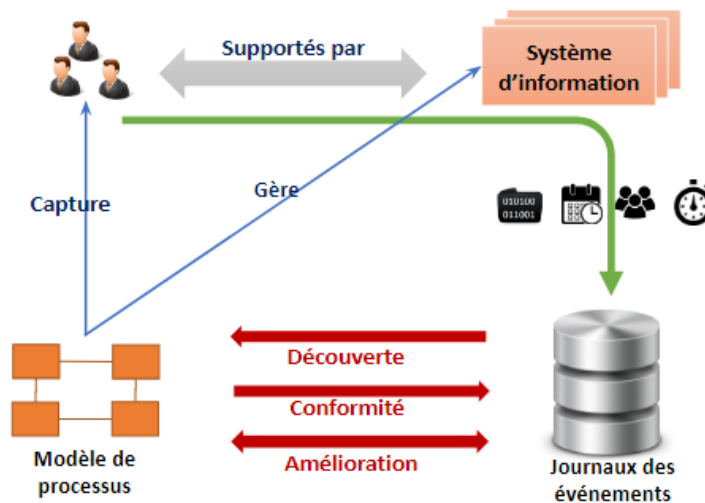 Supportés par
Système
d'information
Capture
Gère
010100
011001
Découverte
Conformité
Amélioration
Modèle de
processus
Journaux des
événements